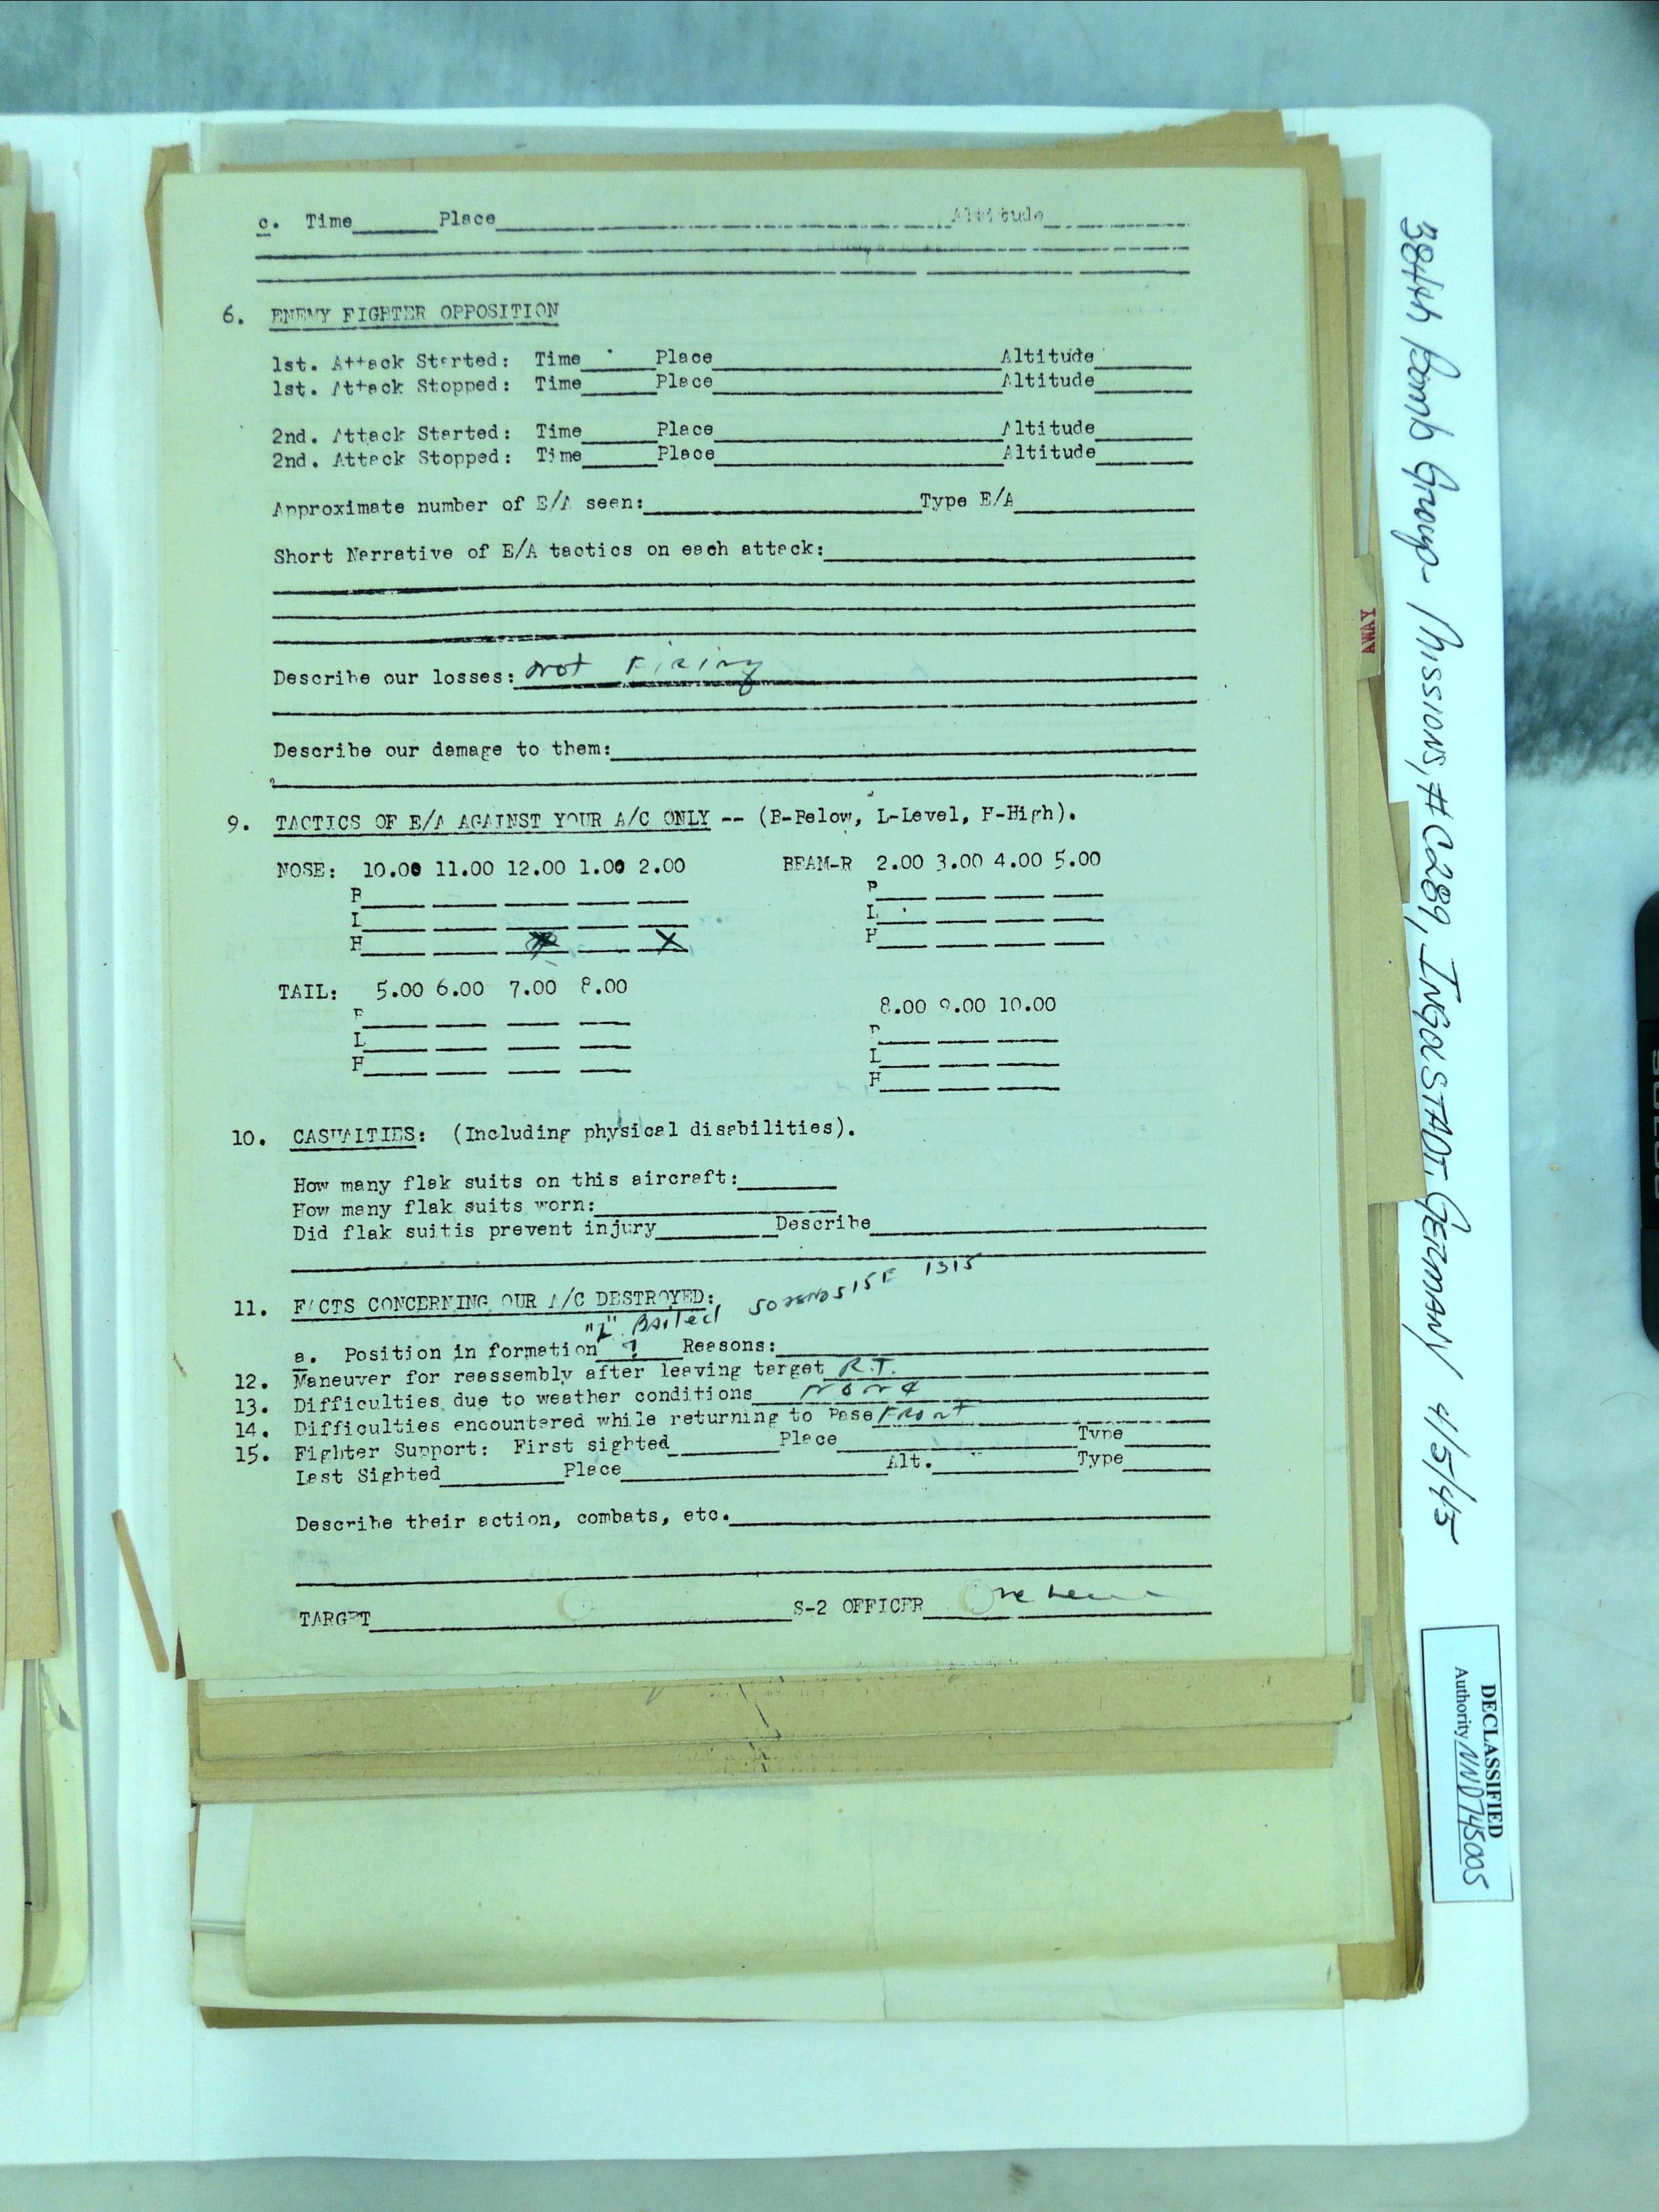 c. Time Place Altitude
6. ENEMY FIGHTER OPPOSITION
1st. Attack Started: Time Place Altitude
1st. Attack Stopped: Time Place Altitude
2nd. Attack Started: Time Place Altitude
2nd. Attack Stopped: Time Place Altitude
Approximate number of E/A seen: Type E/A
Short Narrative of E/A tactics on each attack:
Describe our losses: not Firing
Describe our damage to them:
9. TACTICS OF E/A AGAINST YOUR A/C ONLY -- (B-Below, L-Level, H-High).
NOSE: 10.00 11.00 12.00 1.00 2.00 BEAM-R 2.00 3.00 4.00 5.00
B B
L L
H X H
TAIL: 5.00 6.00 7.00 8.00
8.00 9.00 10.00
B B
L L
H H
10. CASUALTIES: (Including physical disabilities).
How many flak suits on this aircraft:
How many flak suits worn:
Did flak suitis prevent injury Describe
11. FACTS CONCERNING OUR A/C DESTROYED: 1315
a. Position in formation ? Reasons:
12. Maneuver for reassembly after leaving target R.T.
13. Difficulties due to weather conditions none
14. Difficulties encountered while returning to Base Front
15. Fighter Support: First sighted Place Type
Last Sighted Place Alt. Type
Describe their action, combats, etc.
TARGET S-2 OFFICER
AWAY
384th Bomb Group- Missions, # C289, INGOLSTADT, GERMANY 4/5/45
DECLASSIFIED
Authority NND745005